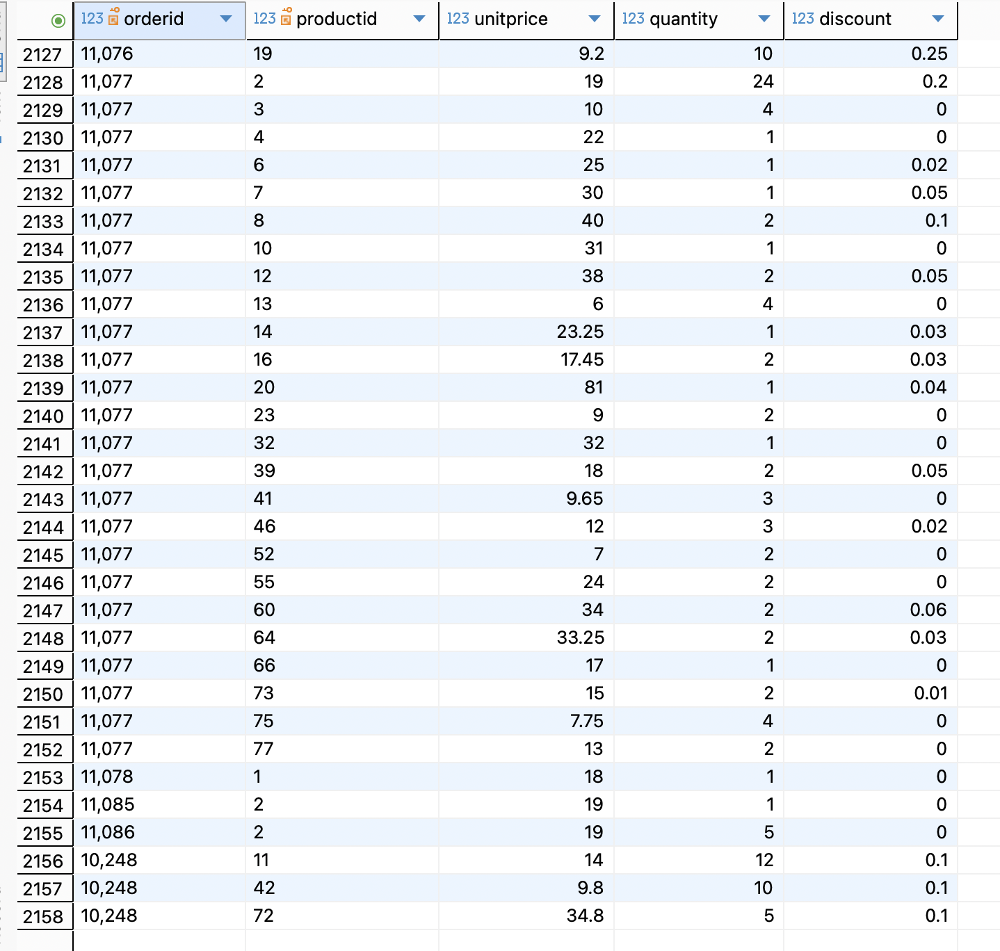 123 orderid 123 productid 123 unitprice 123 quantity 123 discount
2127 11,076 19 9.2 10 0.25
2128 11,077 2 19 24 0.2
2129 11,077 3 10 4 0
2130 11,077 4 22 1 0
2131 11,077 6 25 1 0.02
2132 11,077 7 30 1 0.05
2133 11,077 8 40 2 0.1
2134 11,077 10 31 1 0
2135 11,077 12 38 2 0.05
2136 11,077 13 6 4 0
2137 11,077 14 23.25 1 0.03
2138 11,077 16 17.45 2 0.03
2139 11,077 20 81 1 0.04
2140 11,077 23 9 2 0
2141 11,077 32 32 1 0
2142 11,077 39 18 2 0.05
2143 11,077 41 9.65 3 0
2144 11,077 46 12 3 0.02
2145 11,077 52 7 2 0
2146 11,077 55 24 2 0
2147 11,077 60 34 2 0.06
2148 11,077 64 33.25 2 0.03
2149 11,077 66 17 1 0
2150 11,077 73 15 2 0.01
2151 11,077 75 7.75 4 0
2152 11,077 77 13 2 0
2153 11,078 1 18 1 0
2154 11,085 2 19 1 0
2155 11,086 2 19 5 0
2156 10,248 11 14 12 0.1
2157 10,248 42 9.8 10 0.1
2158 10,248 72 34.8 5 0.1